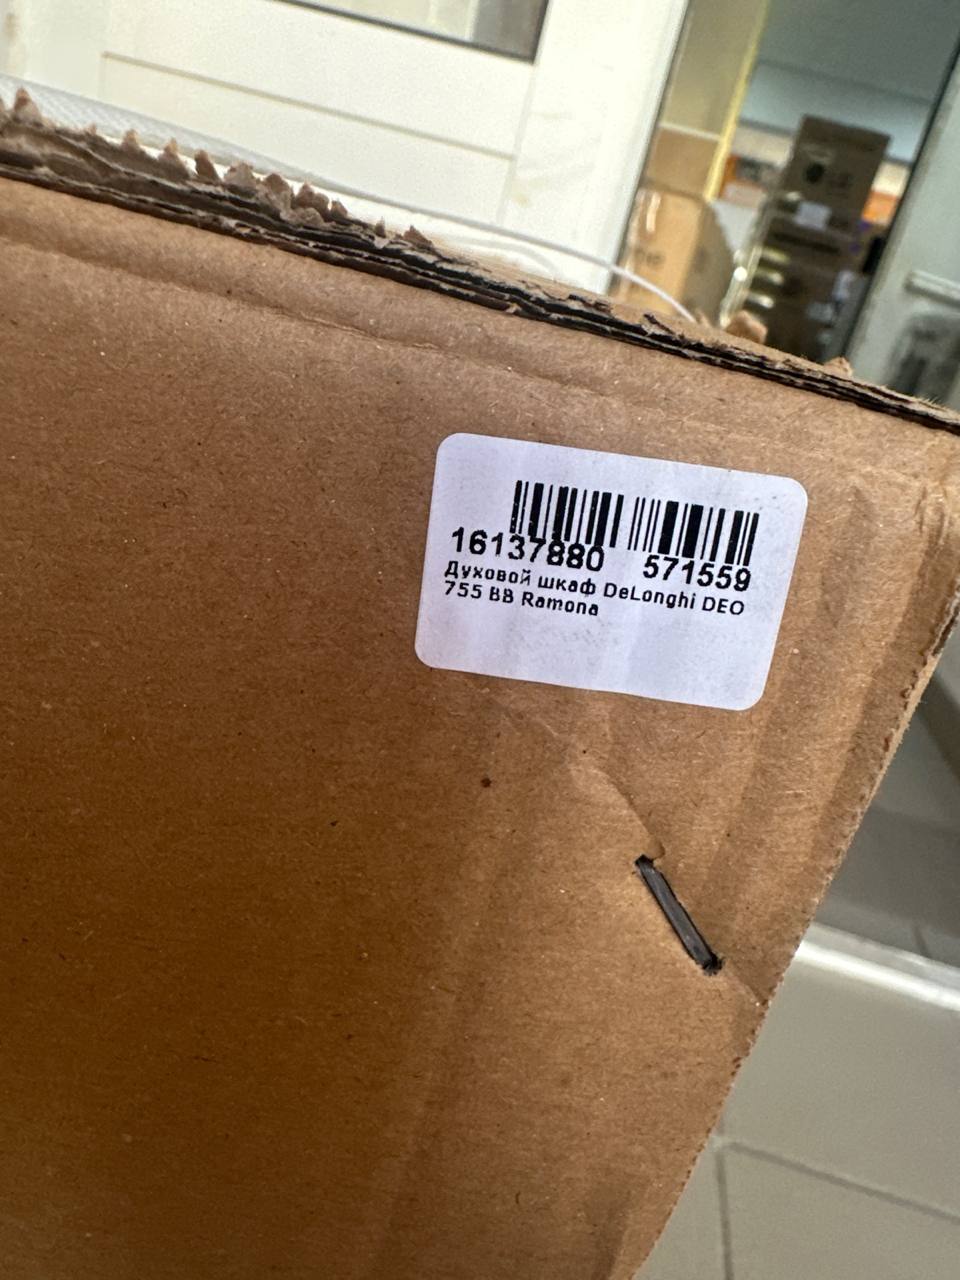 16137880 571559
Духовой шкаф DeLonghi DEO
755 BB Ramona